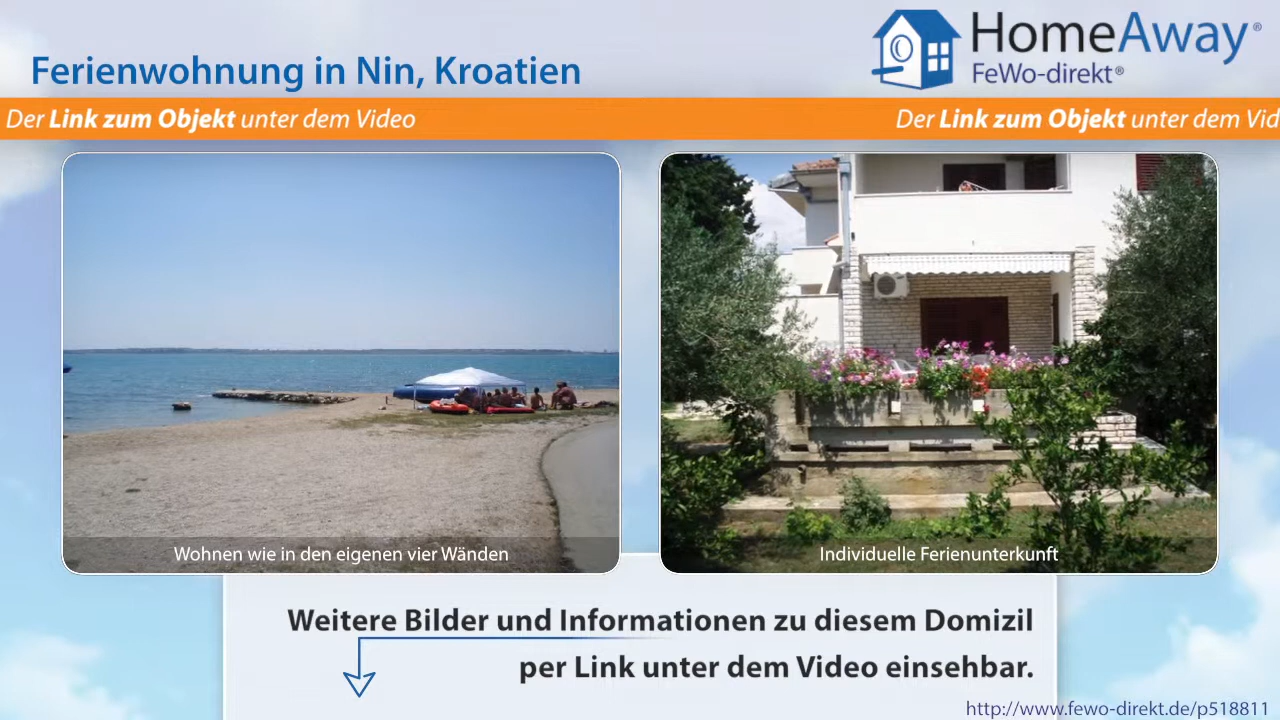 HomeAway®
FeWo-direkt®
Ferienwohnung in Nin, Kroatien
Der Link zum Objekt unter dem Video
Der Link zum Objekt unter dem Vid
Wohnen wie in den eigenen vier Wänden
Individuelle Ferienunterkunft
Weitere Bilder und Informationen zu diesem Domizil
per Link unter dem Video einsehbar.
http://www.fewo-direkt.de/p518811